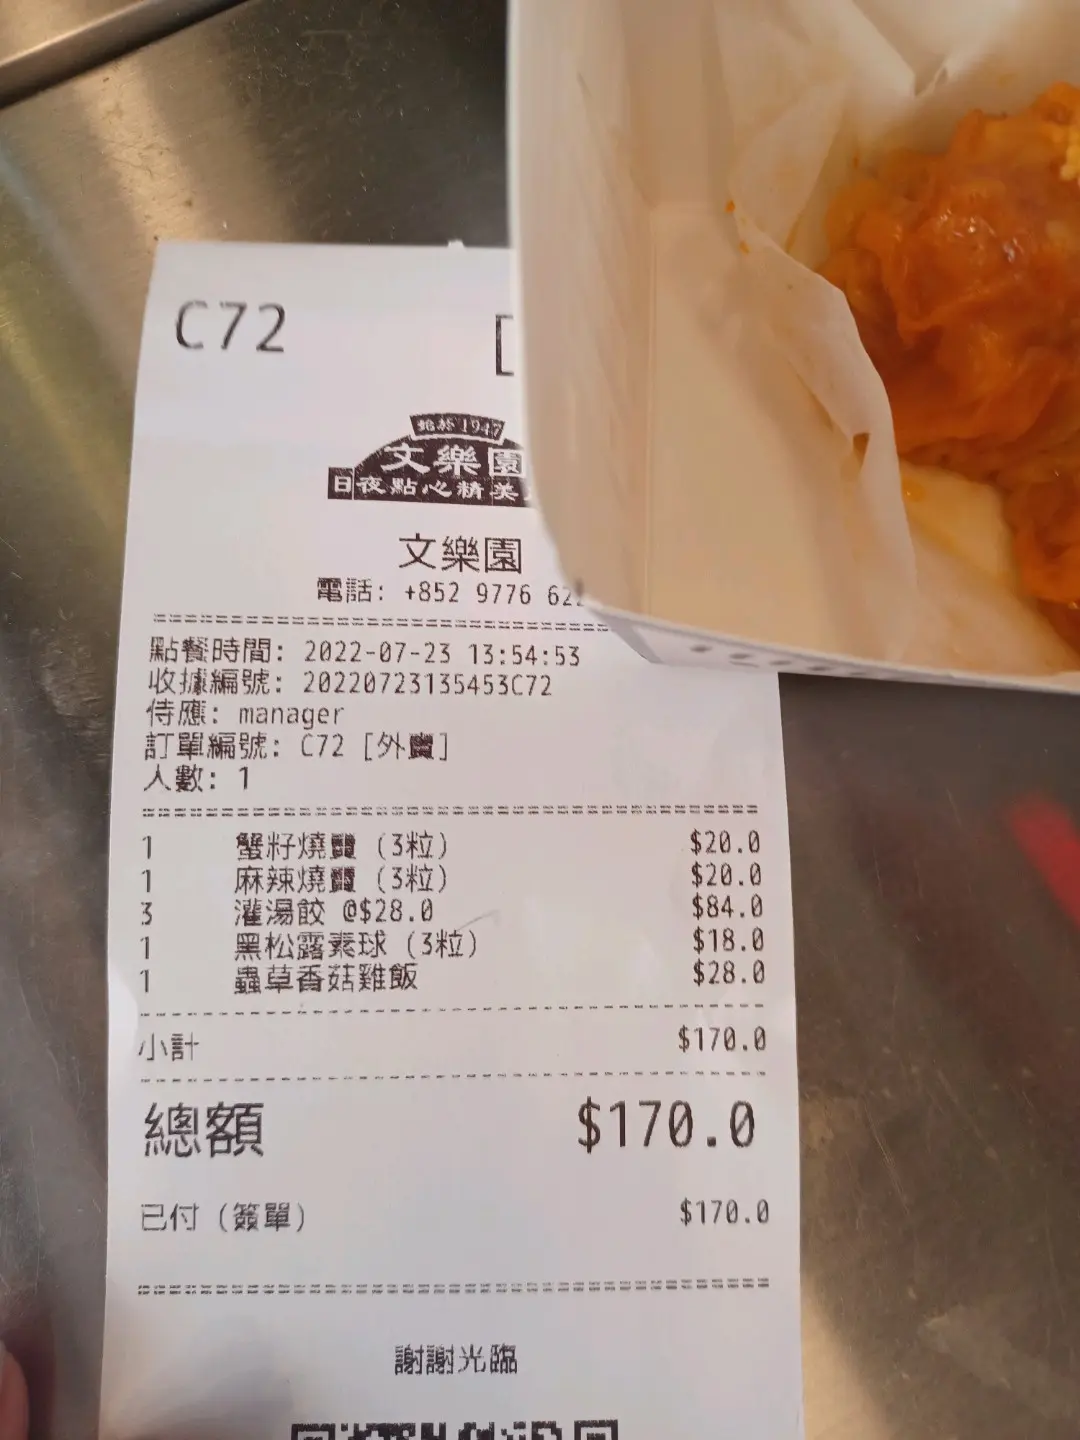 C72 [
始於 1947
文樂園
日夜點心精美
文樂園
電話: +852 9776 62
點餐時間: 2022-07-23 13:54:53
收據編號: 20220723135453C72
侍應: manager
訂單編號: C72 [外賣]
人數: 1
1 蟹籽燒賣 (3粒) $20.0
1 麻辣燒賣 (3粒) $20.0
3 灌湯餃 @$28.0 $84.0
1 黑松露素球 (3粒) $18.0
1 蟲草香菇雞飯 $28.0
小計 $170.0
總額 $170.0
已付 (簽單) $170.0
謝謝光臨